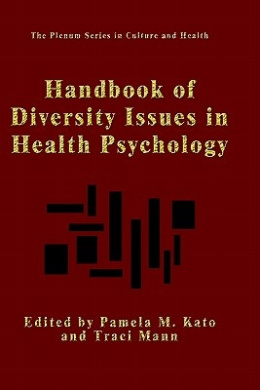 The Plenum Series in Culture and Health
Handbook of
Diversity Issues in
Health Psychology
Edited by Pamela M. Kato
and Traci Mann